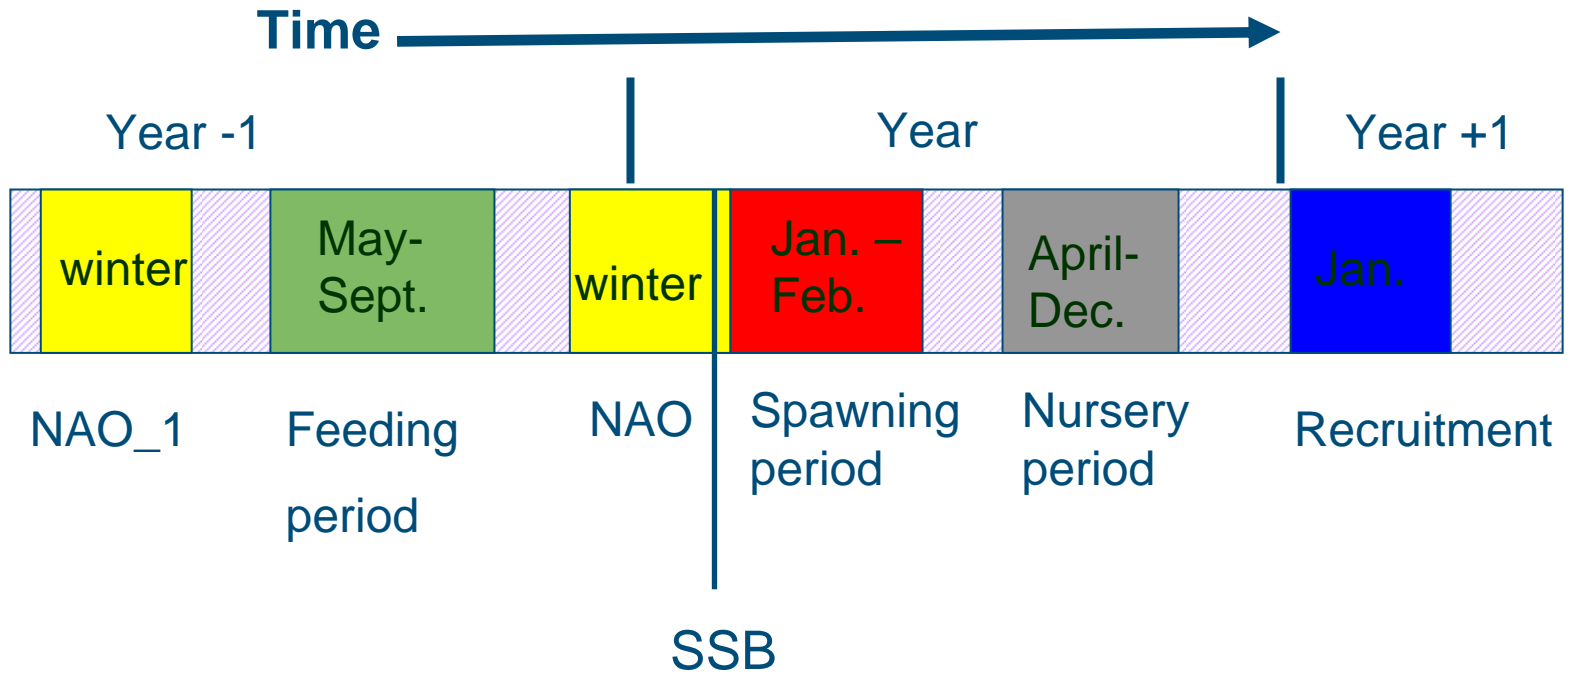 Time
Year -1
Year
Year +1
winter
May-
Sept.
winter
Jan. –
Feb.
April-
Dec.
Jan.
NAO_1
Feeding
period
NAO
Spawning
period
Nursery
period
Recruitment
SSB